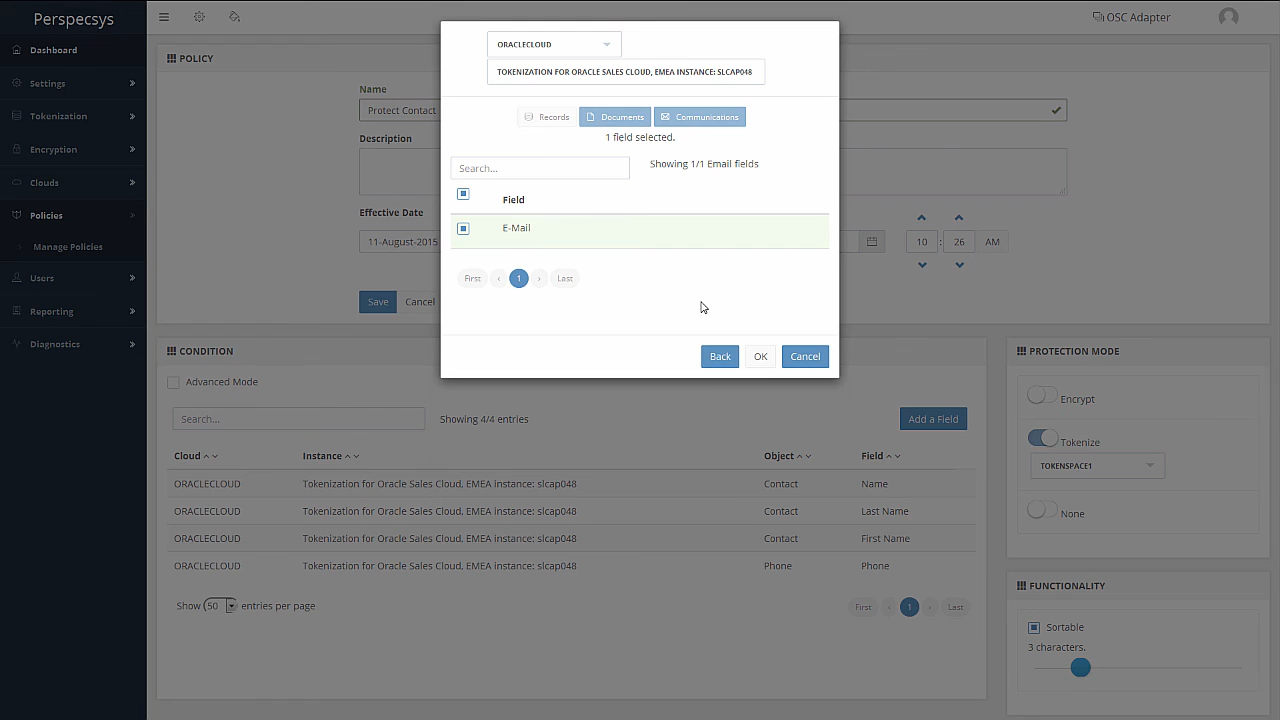 Perspecsys
OSC Adapter
Dashboard
Settings
Tokenization
Encryption
Clouds
Policies
Manage Policies
Users
Reporting
Diagnostics
POLICY
Name
Protect Contact
Description
Effective Date
11-August-2015
10 : 26 AM
Save Cancel
ORACLECLOUD
TOKENIZATION FOR ORACLE SALES CLOUD, EMEA INSTANCE: SLCAP048
Records Documents Communications
1 field selected.
Search... Showing 1/1 Email fields
Field
E-Mail
First ‹ 1 › Last
Back OK Cancel
CONDITION
Advanced Mode
Search... Showing 4/4 entries Add a Field
Cloud Instance Object Field
ORACLECLOUD Tokenization for Oracle Sales Cloud, EMEA instance: slcap048 Contact Name
ORACLECLOUD Tokenization for Oracle Sales Cloud, EMEA instance: slcap048 Contact Last Name
ORACLECLOUD Tokenization for Oracle Sales Cloud, EMEA instance: slcap048 Contact First Name
ORACLECLOUD Tokenization for Oracle Sales Cloud, EMEA instance: slcap048 Phone Phone
Show 50 entries per page First ‹ 1 › Last
PROTECTION MODE
Encrypt
Tokenize
TOKENSPACE1
None
FUNCTIONALITY
Sortable
3 characters.